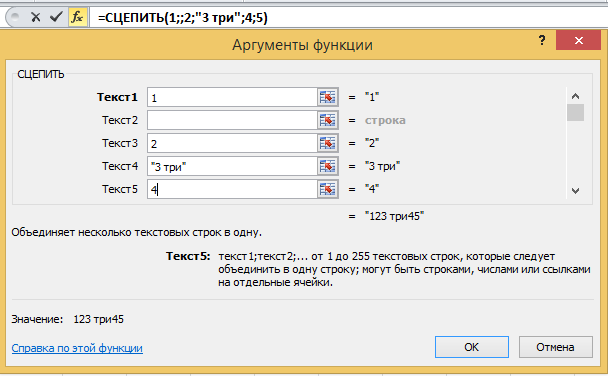 =СЦЕПИТЬ(1;;2;"3 три";4;5)
Аргументы функции
СЦЕПИТЬ
Текст1 1 = "1"
Текст2 = строка
Текст3 2 = "2"
Текст4 "3 три" = "3 три"
Текст5 4 = "4"
= "123 три45"
Объединяет несколько текстовых строк в одну.
Текст5: текст1;текст2;... от 1 до 255 текстовых строк, которые следует
объединить в одну строку; могут быть строками, числами или ссылками
на отдельные ячейки.
Значение: 123 три45
Справка по этой функции
ОК
Отмена